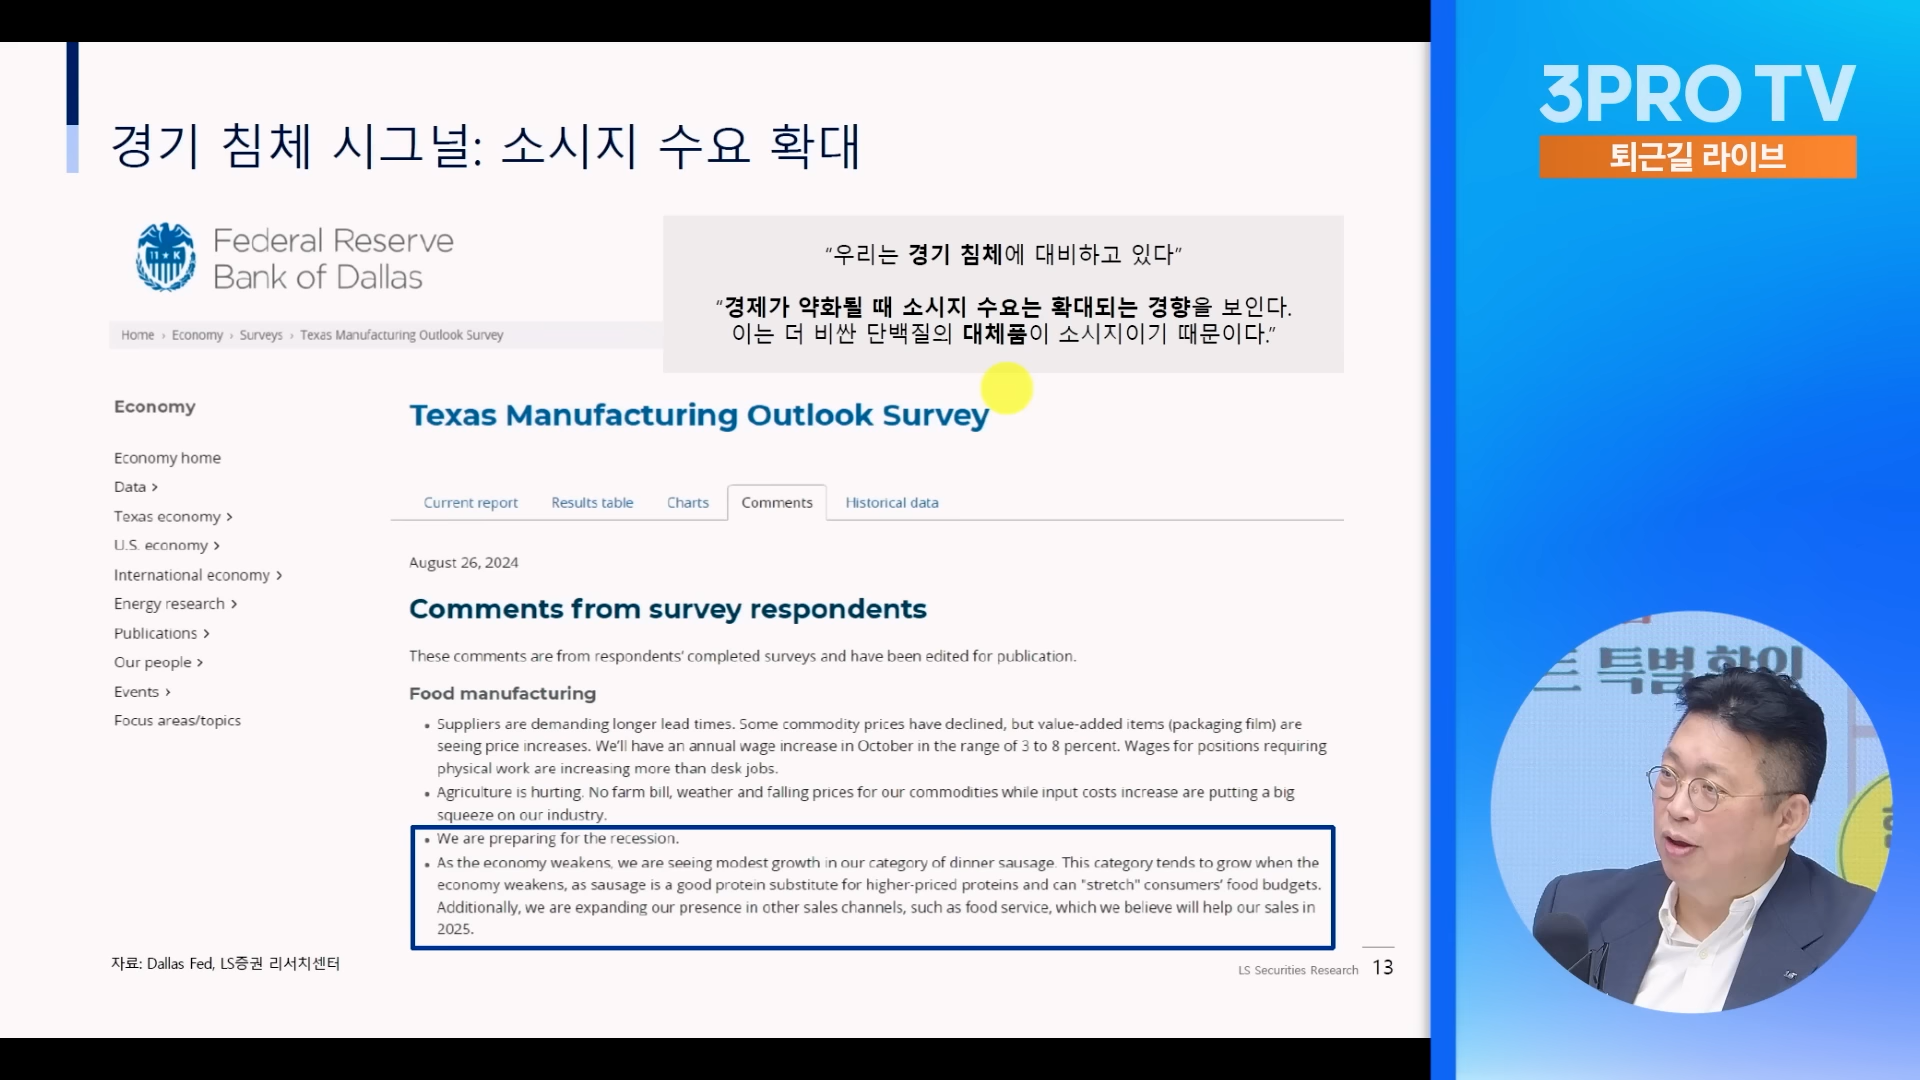 경기 침체 시그널: 소시지 수요 확대
Federal Reserve
Bank of Dallas
“우리는 경기 침체에 대비하고 있다”
“경제가 약화될 때 소시지 수요는 확대되는 경향을 보인다.
이는 더 비싼 단백질의 대체품이 소시지이기 때문이다.”
Home › Economy › Surveys › Texas Manufacturing Outlook Survey
Economy
Economy home
Data ›
Texas economy ›
U.S. economy ›
International economy ›
Energy research ›
Publications ›
Our people ›
Events ›
Focus areas/topics
Texas Manufacturing Outlook Survey
Current report Results table Charts Comments Historical data
August 26, 2024
Comments from survey respondents
These comments are from respondents’ completed surveys and have been edited for publication.
Food manufacturing
• Suppliers are demanding longer lead times. Some commodity prices have declined, but value-added items (packaging film) are
seeing price increases. We’ll have an annual wage increase in October in the range of 3 to 8 percent. Wages for positions requiring
physical work are increasing more than desk jobs.
• Agriculture is hurting. No farm bill, weather and falling prices for our commodities while input costs increase are putting a big
squeeze on our industry.
• We are preparing for the recession.
• As the economy weakens, we are seeing modest growth in our category of dinner sausage. This category tends to grow when the
economy weakens, as sausage is a good protein substitute for higher-priced proteins and can "stretch" consumers’ food budgets.
Additionally, we are expanding our presence in other sales channels, such as food service, which we believe will help our sales in
2025.
자료: Dallas Fed, LS증권 리서치센터
LS Securities Research 13
3PRO TV
퇴근길 라이브
특별 할인